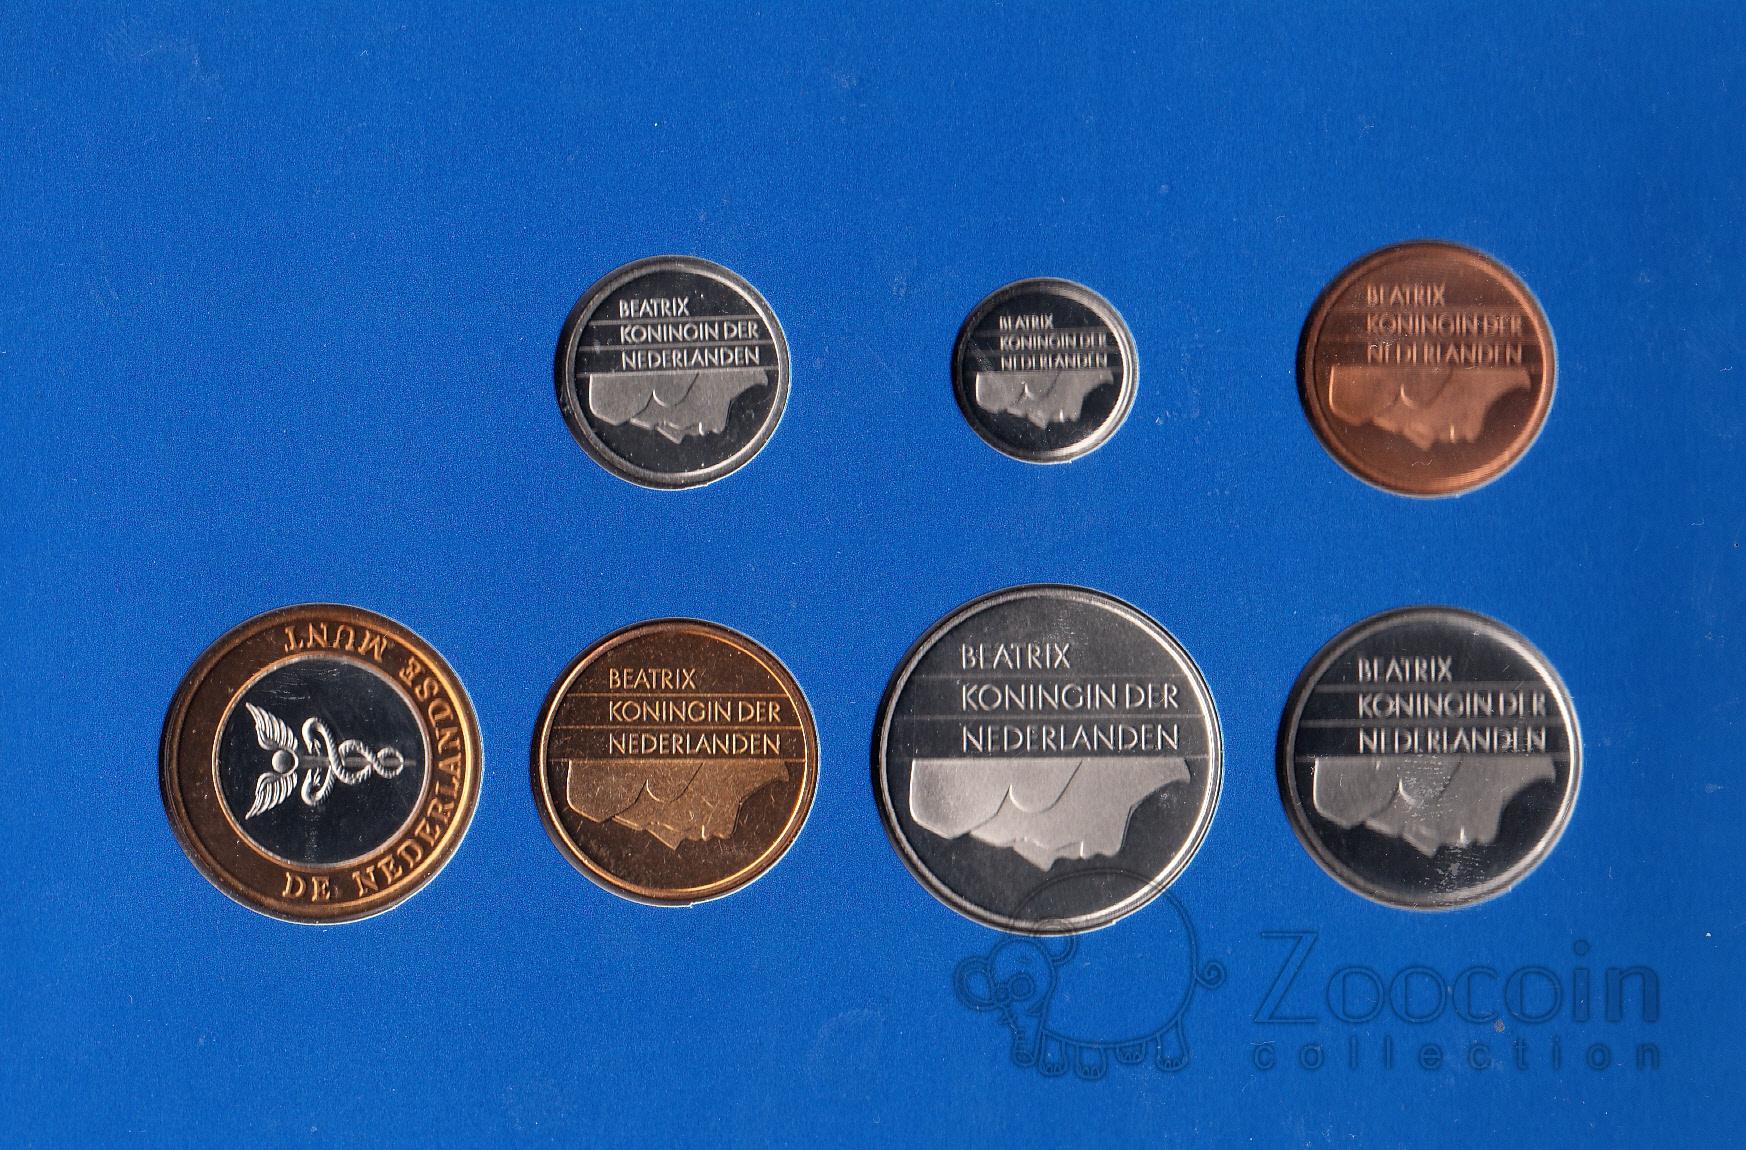 BEATRIX
KONINGIN DER
NEDERLANDEN
BEATRIX
KONINGIN DER
NEDERLANDEN
BEATRIX
KONINGIN DER
NEDERLANDEN
DE NEDERLANDSE MUNT
BEATRIX
KONINGIN DER
NEDERLANDEN
BEATRIX
KONINGIN DER
NEDERLANDEN
BEATRIX
KONINGIN DER
NEDERLANDEN
Zoocoin
collection